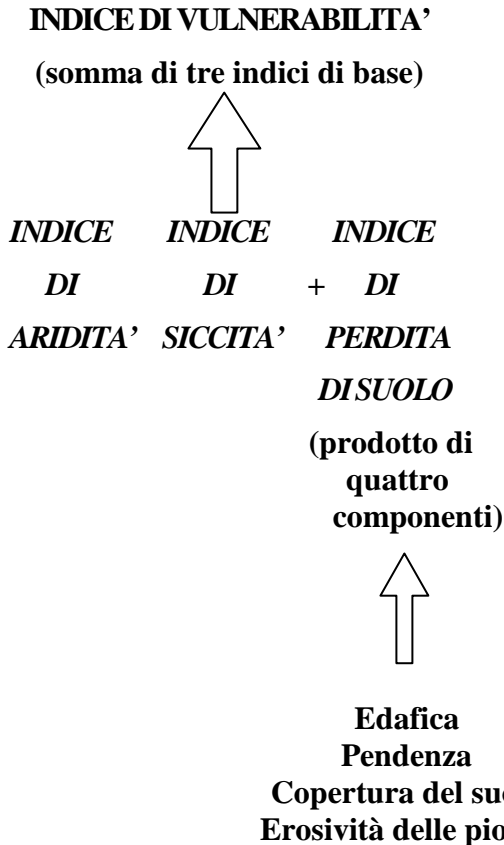 INDICE DI VULNERABILITA’
(somma di tre indici di base)
INDICE INDICE INDICE
DI DI + DI
ARIDITA’ SICCITA’ PERDITA
DI SUOLO
(prodotto di
quattro
componenti)
Edafica
Pendenza
Copertura del
Erosività delle